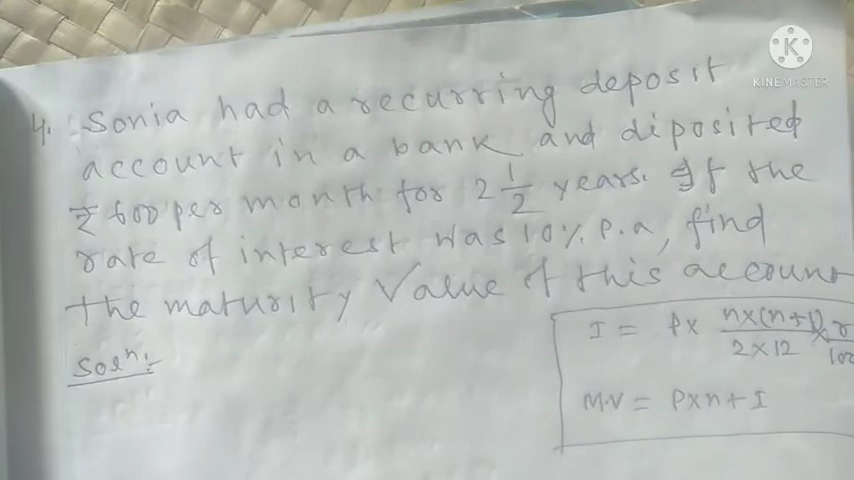 K
KINEMASTER
4. Sonia had a recurring deposit
account in a bank and diposited
₹ 600 per month for 2 1/2 years. If the
rate of interest was 10% p.a, find
the maturity value of this account
Solⁿ:-
I = P× n×(n+1)/2×12 × r/100
M.V = P×n+I